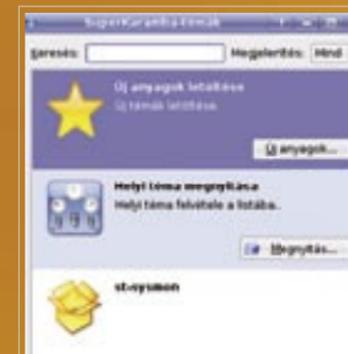 SuperKaramba-témák
Keresés: Megjelenítés: Mind
Új anyagok letöltése
Új témák letöltése
Új anyagok...
Helyi téma megnyitása
Helyi téma felvétele a listába.
Megnyitás...
st-sysmon